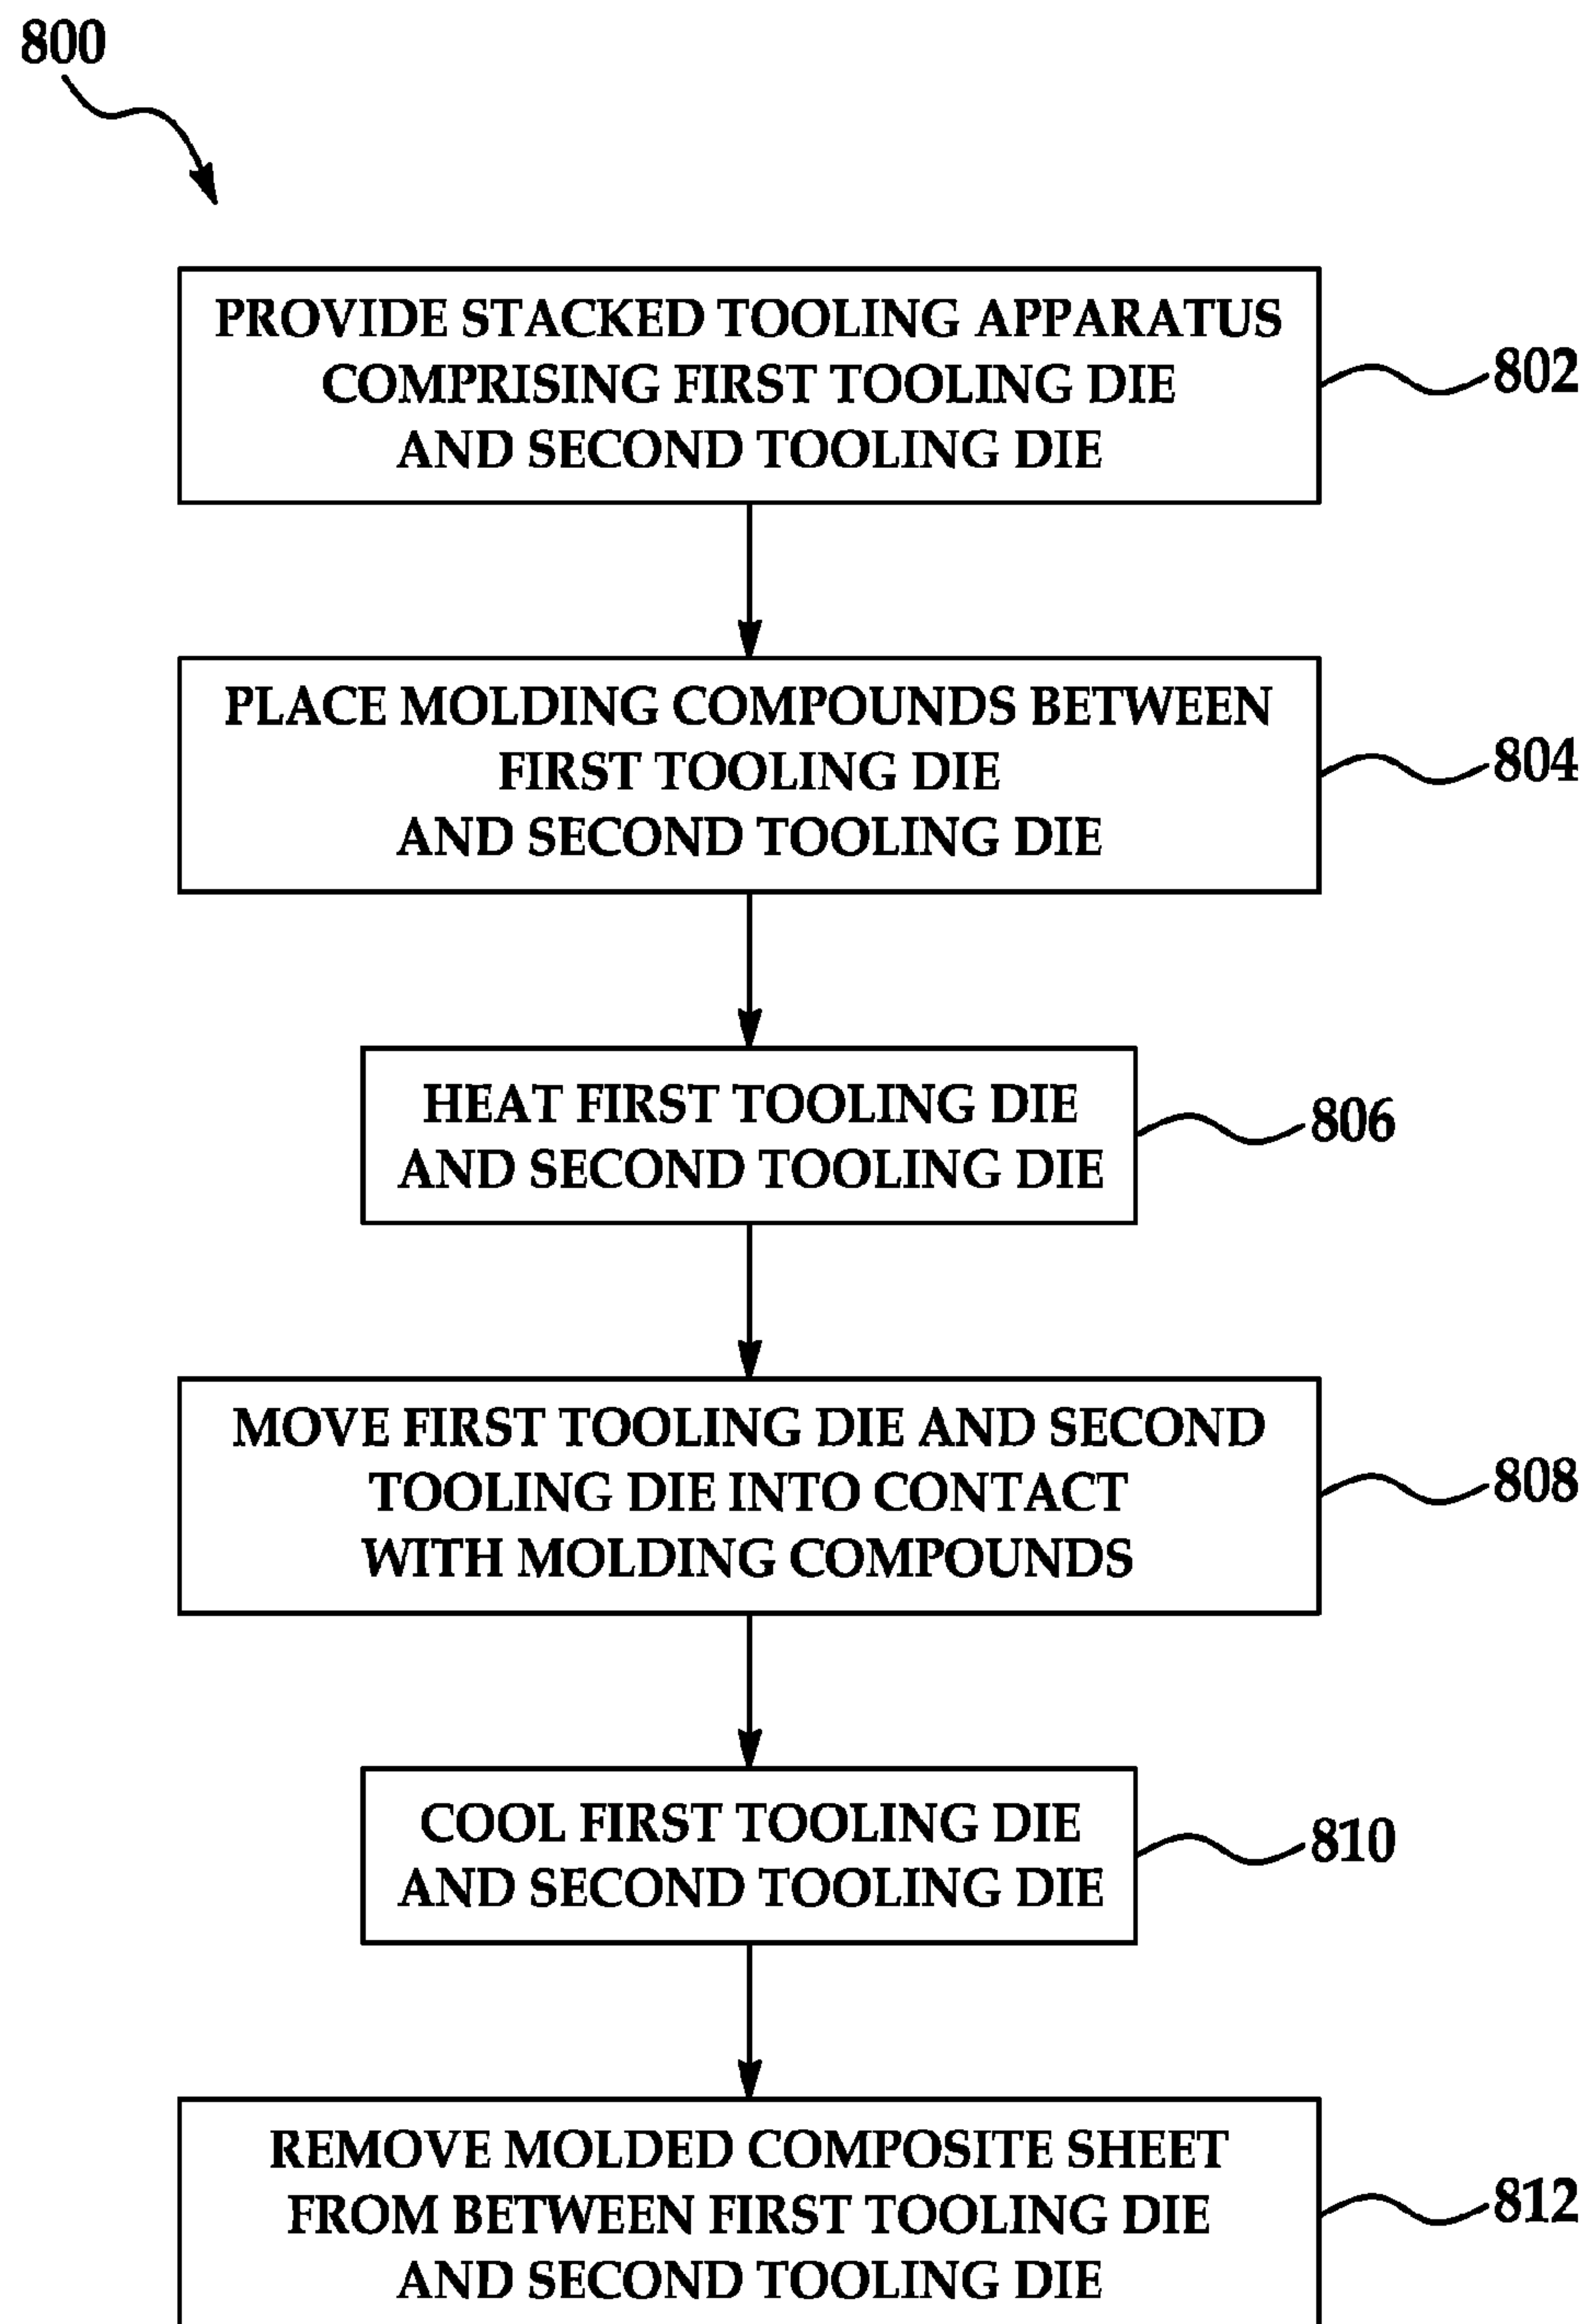 800
PROVIDE STACKED TOOLING APPARATUS
COMPRISING FIRST TOOLING DIE
AND SECOND TOOLING DIE
802
PLACE MOLDING COMPOUNDS BETWEEN
FIRST TOOLING DIE
AND SECOND TOOLING DIE
804
HEAT FIRST TOOLING DIE
AND SECOND TOOLING DIE
806
MOVE FIRST TOOLING DIE AND SECOND
TOOLING DIE INTO CONTACT
WITH MOLDING COMPOUNDS
808
COOL FIRST TOOLING DIE
AND SECOND TOOLING DIE
810
REMOVE MOLDED COMPOSITE SHEET
FROM BETWEEN FIRST TOOLING DIE
AND SECOND TOOLING DIE
812